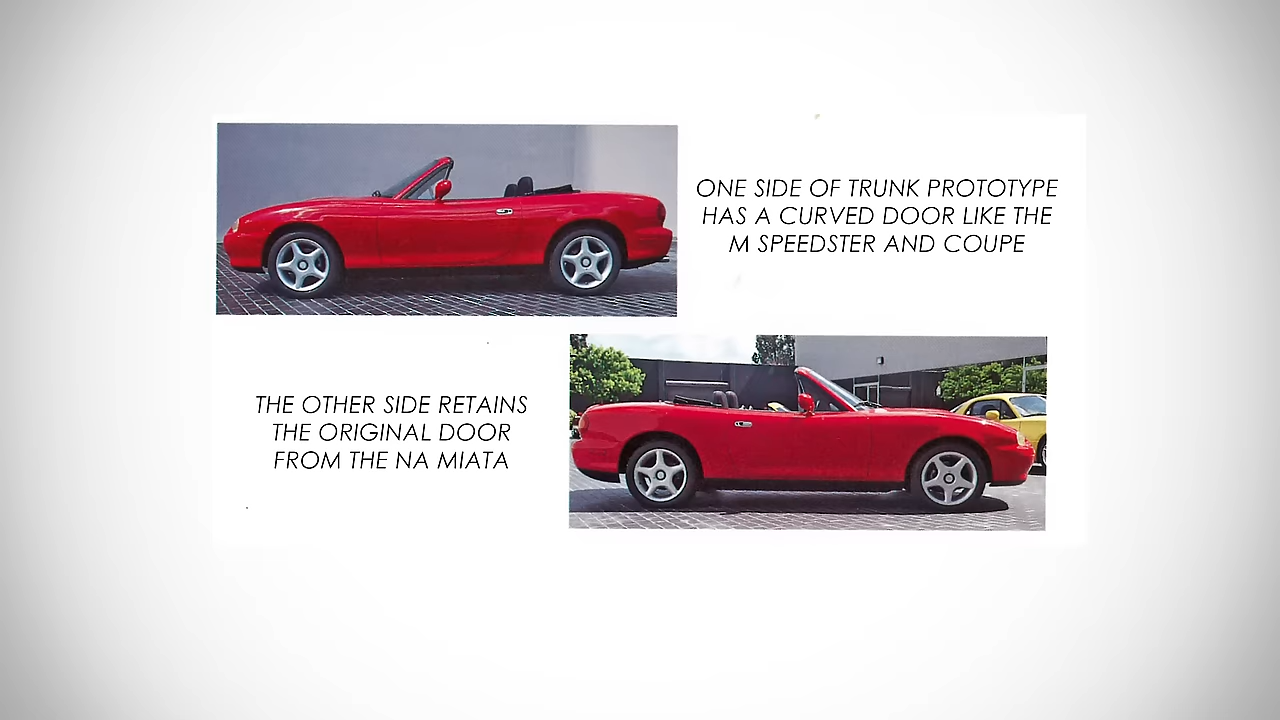 ONE SIDE OF TRUNK PROTOTYPE
HAS A CURVED DOOR LIKE THE
M SPEEDSTER AND COUPE
THE OTHER SIDE RETAINS
THE ORIGINAL DOOR
FROM THE NA MIATA